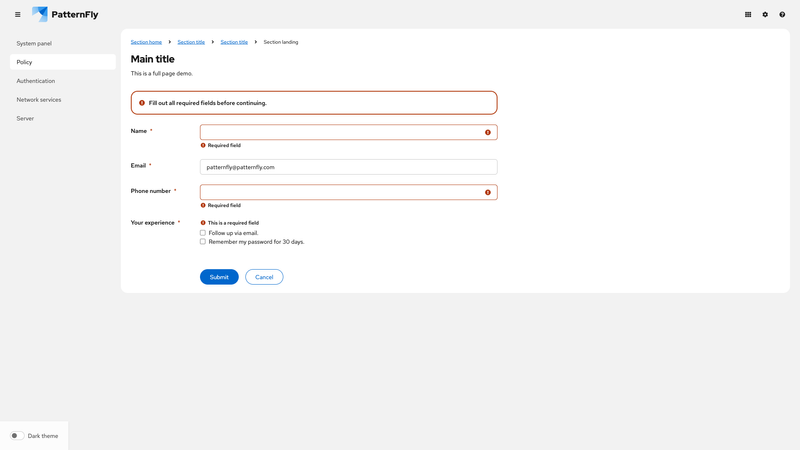 PatternFly
System panel
Policy
Authentication
Network services
Server
Section home
Section title
Section title
Section landing
Main title
This is a full page demo.
Fill out all required fields before continuing.
Name *
Required field
Email *
patternfly@patternfly.com
Phone number *
Required field
Your experience *
This is a required field
Follow up via email.
Remember my password for 30 days.
Submit
Cancel
Dark theme